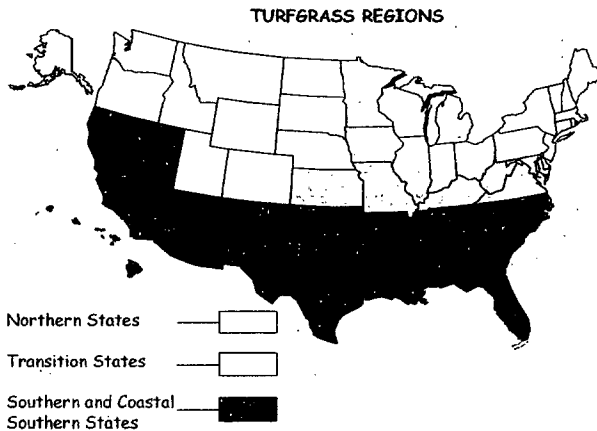 TURFGRASS REGIONS
Northern States
Transition States
Southern and Coastal
Southern States